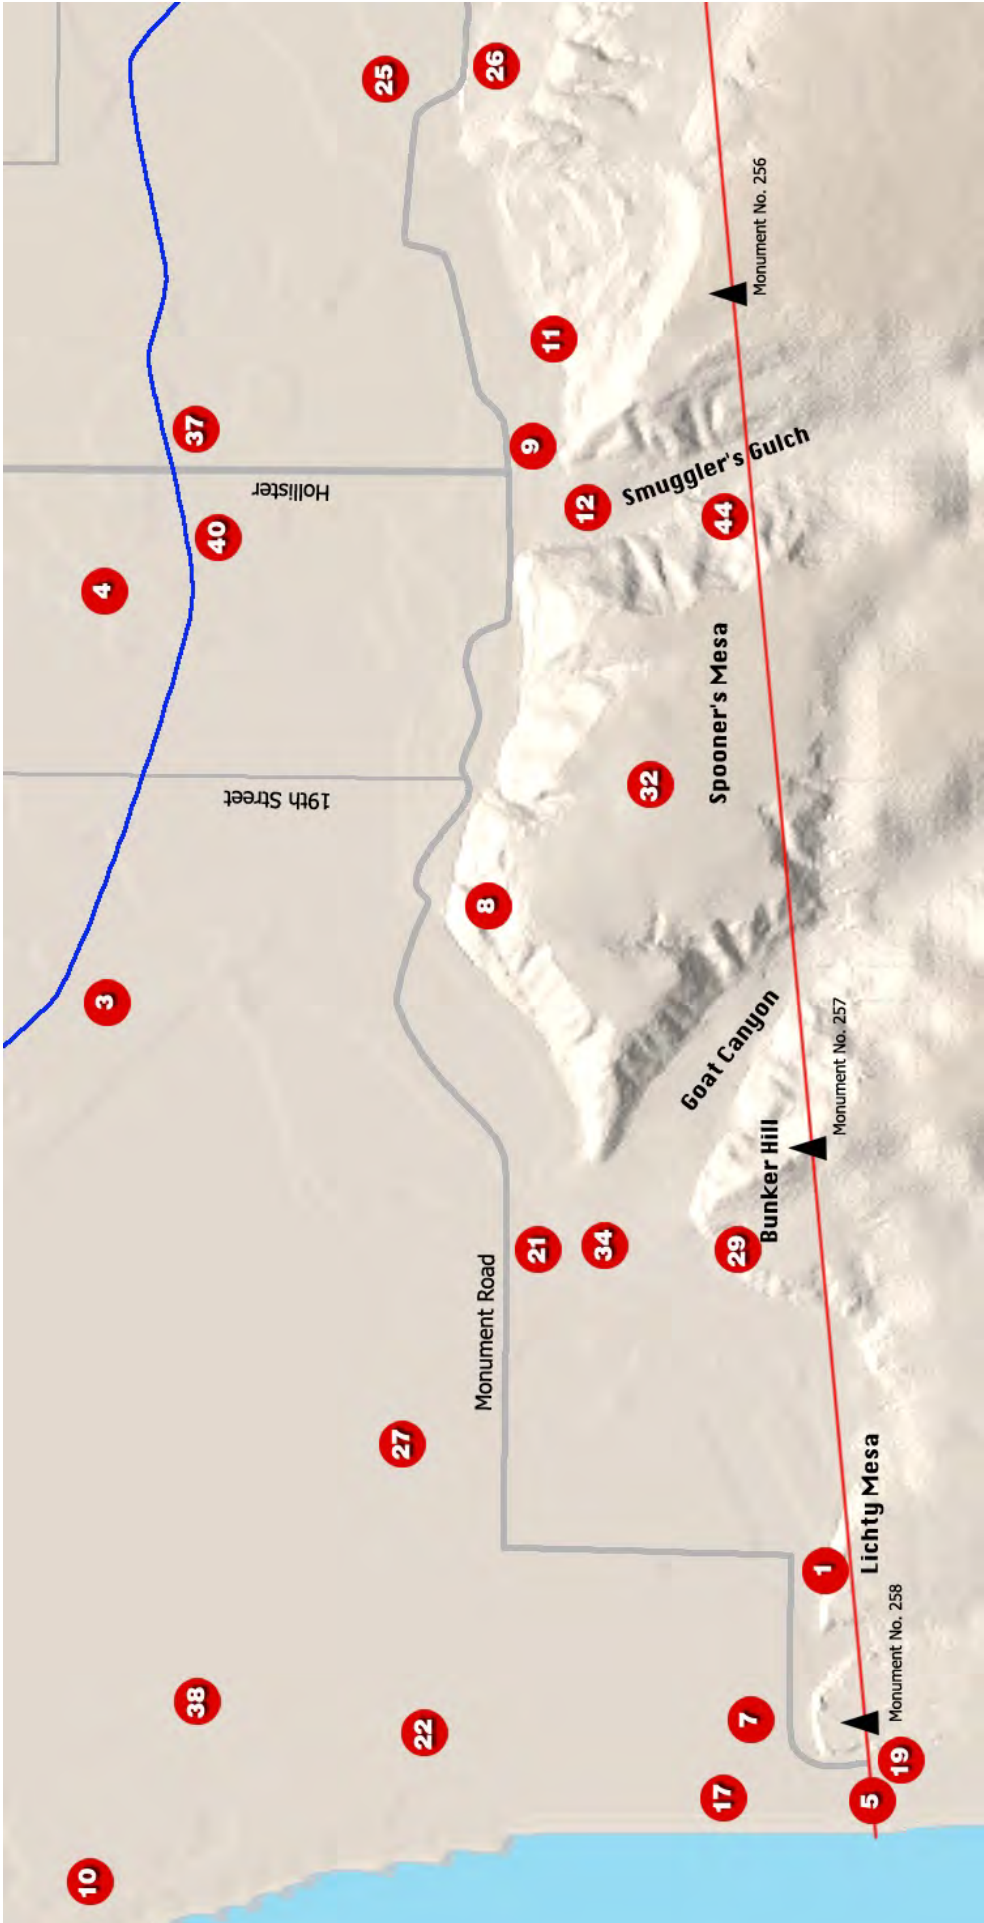 10
3
4
38
40
37
19th Street
Hollister
27
25
22
Monument Road
8
26
21
9
11
34
12
32
17
Spooner's Mesa
44
Smuggler's Gulch
7
29
Goat Canyon
Monument No. 256
Bunker Hill
1
Monument No. 257
5
Lichty Mesa
19
Monument No. 258